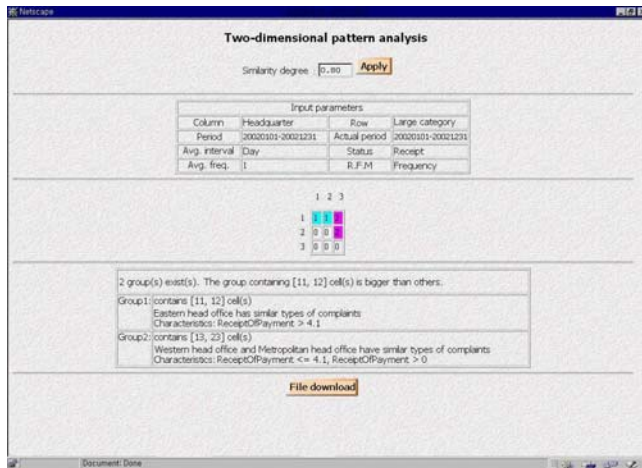 Netscape
Two-dimensional pattern analysis
Similarity degree : 0.80 Apply
Input parameters
Column Headquarter Row Large category
Period 20020101-20021231 Actual period 20020101-20021231
Avg. interval Day Status Receipt
Avg. freq. 1 R.F.M Frequency
1 2 3
1 1 1 2
2 0 0 2
3 0 0 0
2 group(s) exist(s). The group containing [11, 12] cell(s) is bigger than others.
Group1: contains [11, 12] cell(s)
Eastern head office has similar types of complaints
Characteristics: ReceiptOfPayment > 4.1
Group2: contains [13, 23] cell(s)
Western head office and Metropolitan head office have similar types of complaints
Characteristics: ReceiptOfPayment <= 4.1, ReceiptOfPayment > 0
File download
Document: Done